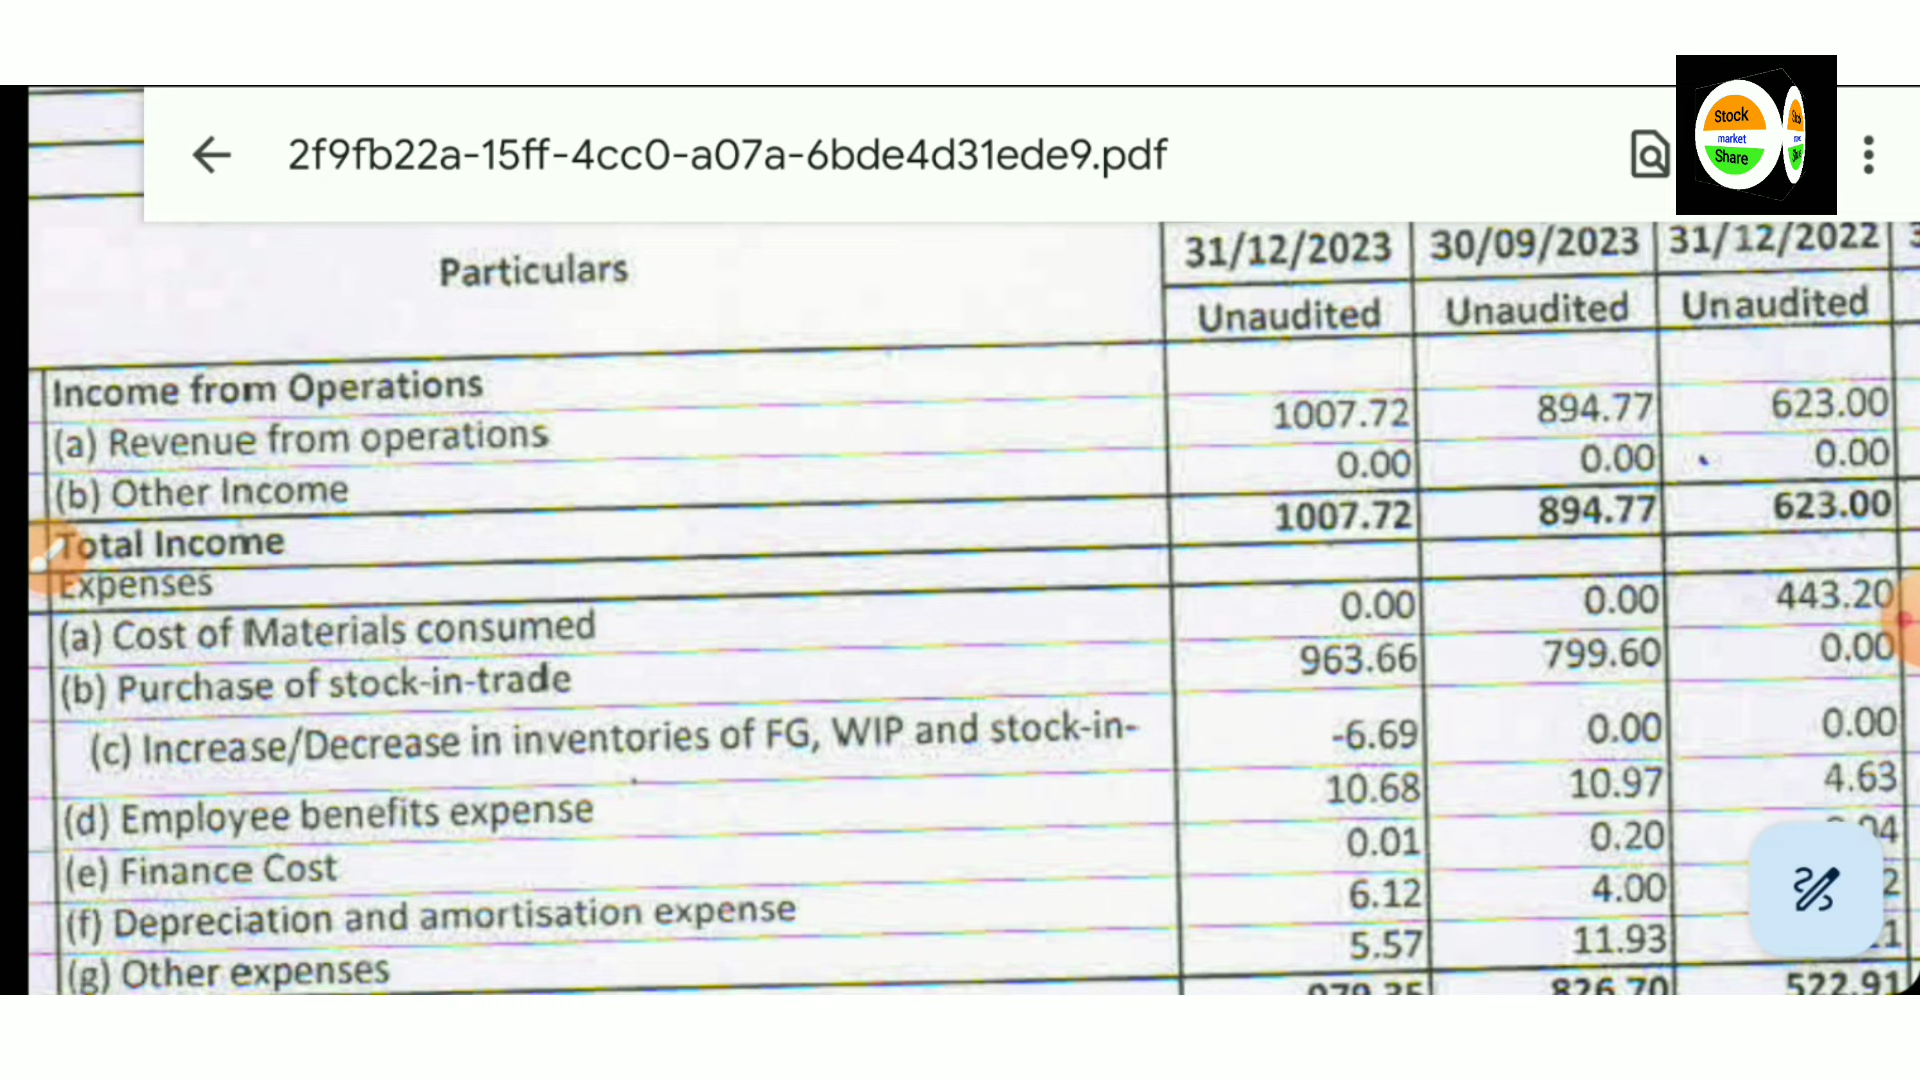 2f9fb22a-15ff-4cc0-a07a-6bde4d31ede9.pdf
Stock
market
Share
Particulars 31/12/2023 30/09/2023 31/12/2022
Unaudited Unaudited Unaudited
Income from Operations
(a) Revenue from operations 1007.72 894.77 623.00
(b) Other Income 0.00 0.00 0.00
Total Income 1007.72 894.77 623.00
Expenses
(a) Cost of Materials consumed 0.00 0.00 443.20
(b) Purchase of stock-in-trade 963.66 799.60 0.00
(c) Increase/Decrease in inventories of FG, WIP and stock-in- -6.69 0.00 0.00
(d) Employee benefits expense 10.68 10.97 4.63
(e) Finance Cost 0.01 0.20
(f) Depreciation and amortisation expense 6.12 4.00
(g) Other expenses 5.57 11.93
979.35 826.70 522.91